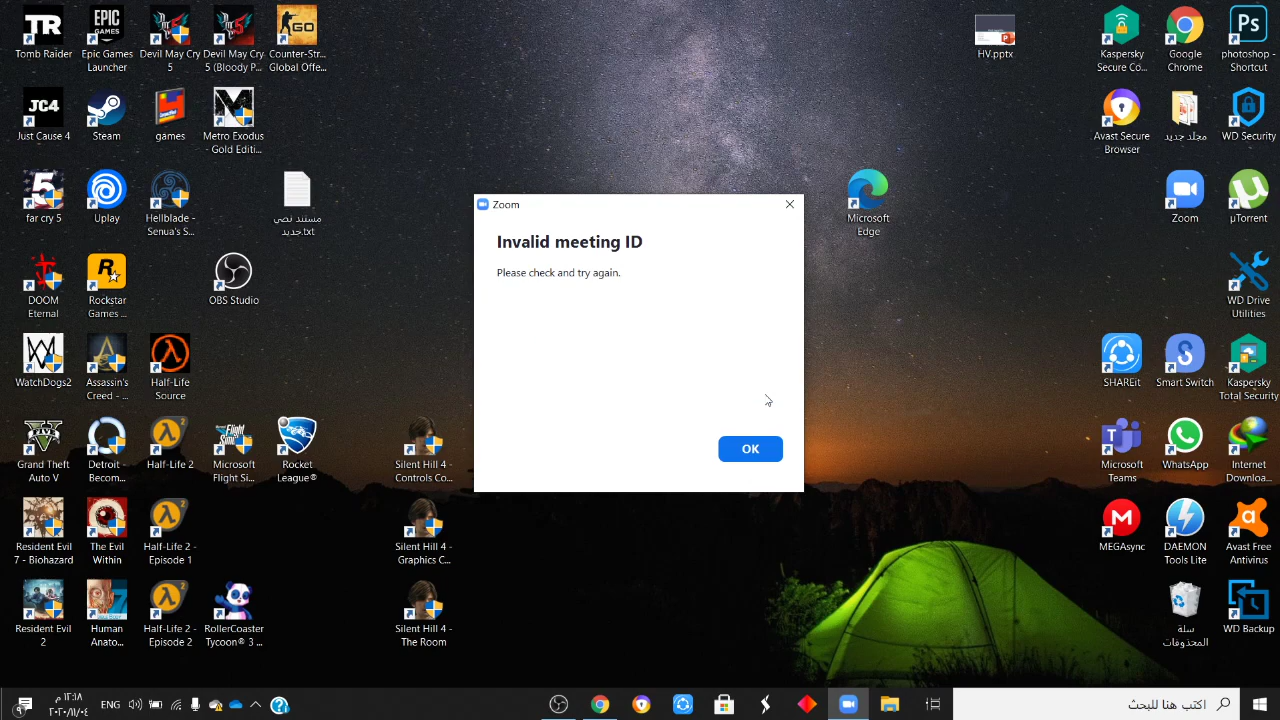 Tomb Raider
Epic Games
Launcher
Devil May Cry
5
Devil May Cry
5 (Bloody P...
Counter-Str...
Global Offe...
HV.pptx
Kaspersky
Secure Co...
Google
Chrome
photoshop -
Shortcut
Just Cause 4
Steam
games
Metro Exodus
- Gold Editi...
Avast Secure
Browser
مجلد جديد
WD Security
far cry 5
Uplay
Hellblade -
Senua's S...
مستند نصي
جديد.txt
Microsoft
Edge
Zoom
µTorrent
Zoom
Invalid meeting ID
Please check and try again.
OK
DOOM
Eternal
Rockstar
Games ...
OBS Studio
WD Drive
Utilities
WatchDogs2
Assassin's
Creed - ...
Half-Life
Source
SHAREit
Smart Switch
Kaspersky
Total Security
Grand Theft
Auto V
Detroit -
Becom...
Half-Life 2
Microsoft
Flight Si...
Rocket
League®
Silent Hill 4 -
Controls Co...
Microsoft
Teams
WhatsApp
Internet
Downloa...
Resident Evil
7 - Biohazard
The Evil
Within
Half-Life 2 -
Episode 1
Silent Hill 4 -
Graphics C...
MEGAsync
DAEMON
Tools Lite
Avast Free
Antivirus
Resident Evil
2
Human
Anato...
Half-Life 2 -
Episode 2
RollerCoaster
Tycoon® 3 ...
Silent Hill 4 -
The Room
سلة
المحذوفات
WD Backup
١٢:١٨ م
٢٠٢٠/١١/٠٤
ENG
اكتب هنا للبحث